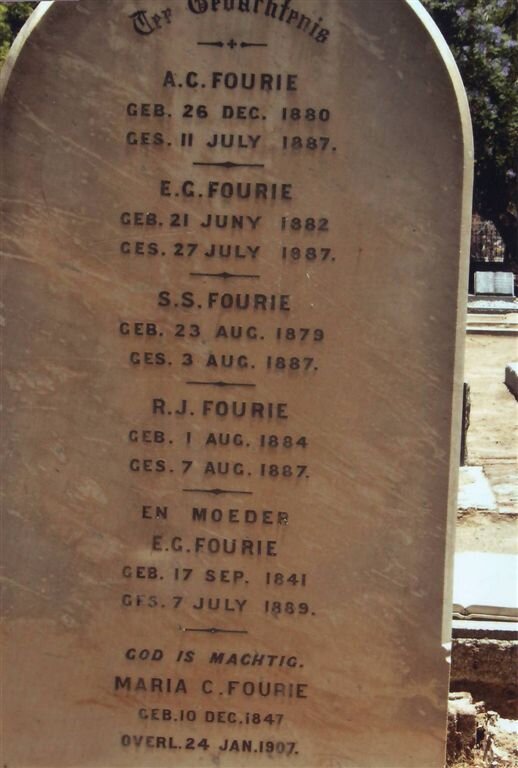 Ter Gedachtenis
A.C. FOURIE
GEB. 26 DEC. 1880
GES. 11 JULY 1887.
E.C. FOURIE
GEB. 21 JUNY 1882
GES. 27 JULY 1887.
S.S. FOURIE
GEB. 23 AUG. 1879
GES. 3 AUG. 1887.
R.J. FOURIE
GEB. 1 AUG. 1884
GES. 7 AUG. 1887.
EN MOEDER
E.C. FOURIE
GEB. 17 SEP. 1841
GES. 7 JULY 1889.
GOD IS MACHTIG.
MARIA C. FOURIE
GEB. 10 DEC. 1847
OVERL. 24 JAN. 1907.